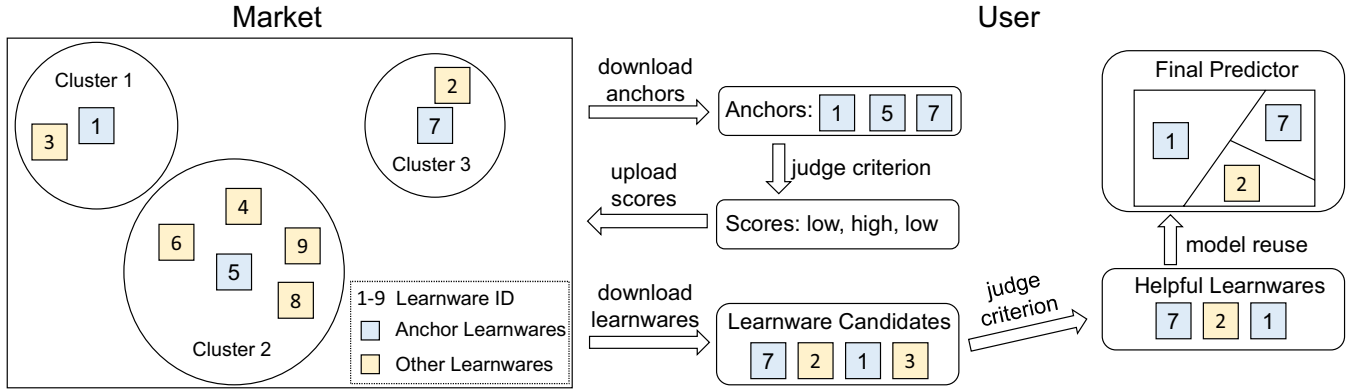 Market
User
Cluster 1
1
3
2
7
Cluster 3
4
6
9
5
8
Cluster 2
1-9 Learnware ID
Anchor Learnwares
Other Learnwares
download
anchors
upload
scores
download
learnwares
Anchors: 1 5 7
judge criterion
Scores: low, high, low
Learnware Candidates
7 2 1 3
judge
criterion
Final Predictor
1
7
2
model reuse
Helpful Learnwares
7 2 1